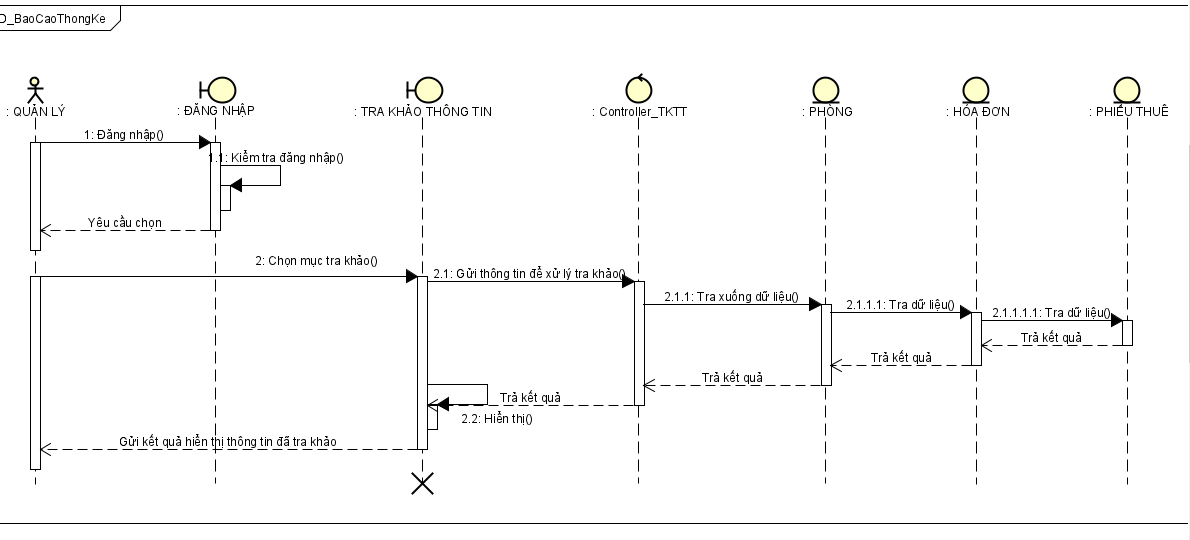 D_BaoCaoThongKe
: QUẢN LÝ
: ĐĂNG NHẬP
: TRA KHẢO THÔNG TIN
: Controller_TKTT
: PHÒNG
: HÓA ĐƠN
: PHIẾU THUÊ
1: Đăng nhập()
1.1: Kiểm tra đăng nhập()
Yêu cầu chọn
2: Chọn mục tra khảo()
2.1: Gửi thông tin để xử lý tra khảo()
2.1.1: Tra xuống dữ liệu()
2.1.1.1: Tra dữ liệu()
2.1.1.1.1: Tra dữ liệu()
Trả kết quả
Trả kết quả
Trả kết quả
Trả kết quả
2.2: Hiển thị()
Gửi kết quả hiển thị thông tin đã tra khảo